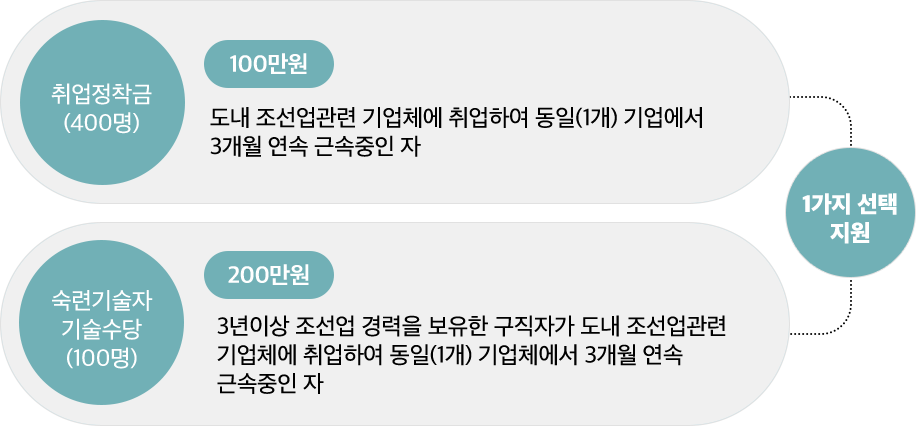 취업정착금
(400명)
100만원
도내 조선업관련 기업체에 취업하여 동일(1개) 기업에서
3개월 연속 근속중인 자
숙련기술자
기술수당
(100명)
200만원
3년이상 조선업 경력을 보유한 구직자가 도내 조선업관련
기업체에 취업하여 동일(1개) 기업체에서 3개월 연속
근속중인 자
1가지 선택
지원